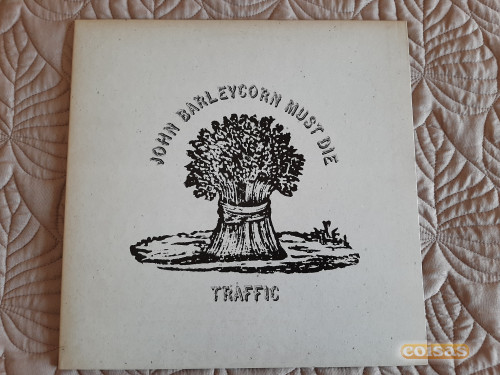 JOHN BARLEYCORN MUST DIE
TRAFFIC
coisas